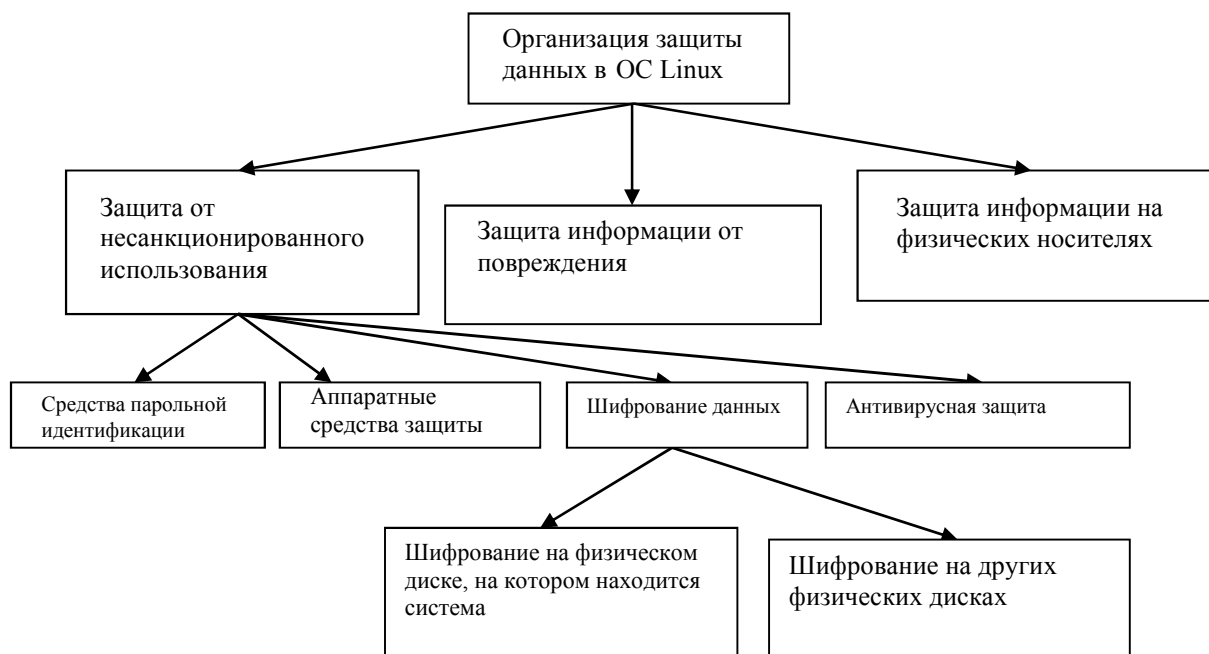 Организация защиты
данных в ОС Linux
Защита от
несанкционированного
использования
Защита информации от
повреждения
Защита информации на
физических носителях
Средства парольной
идентификации
Аппаратные
средства защиты
Шифрование данных
Антивирусная защита
Шифрование на физическом
диске, на котором находится
система
Шифрование на других
физических дисках